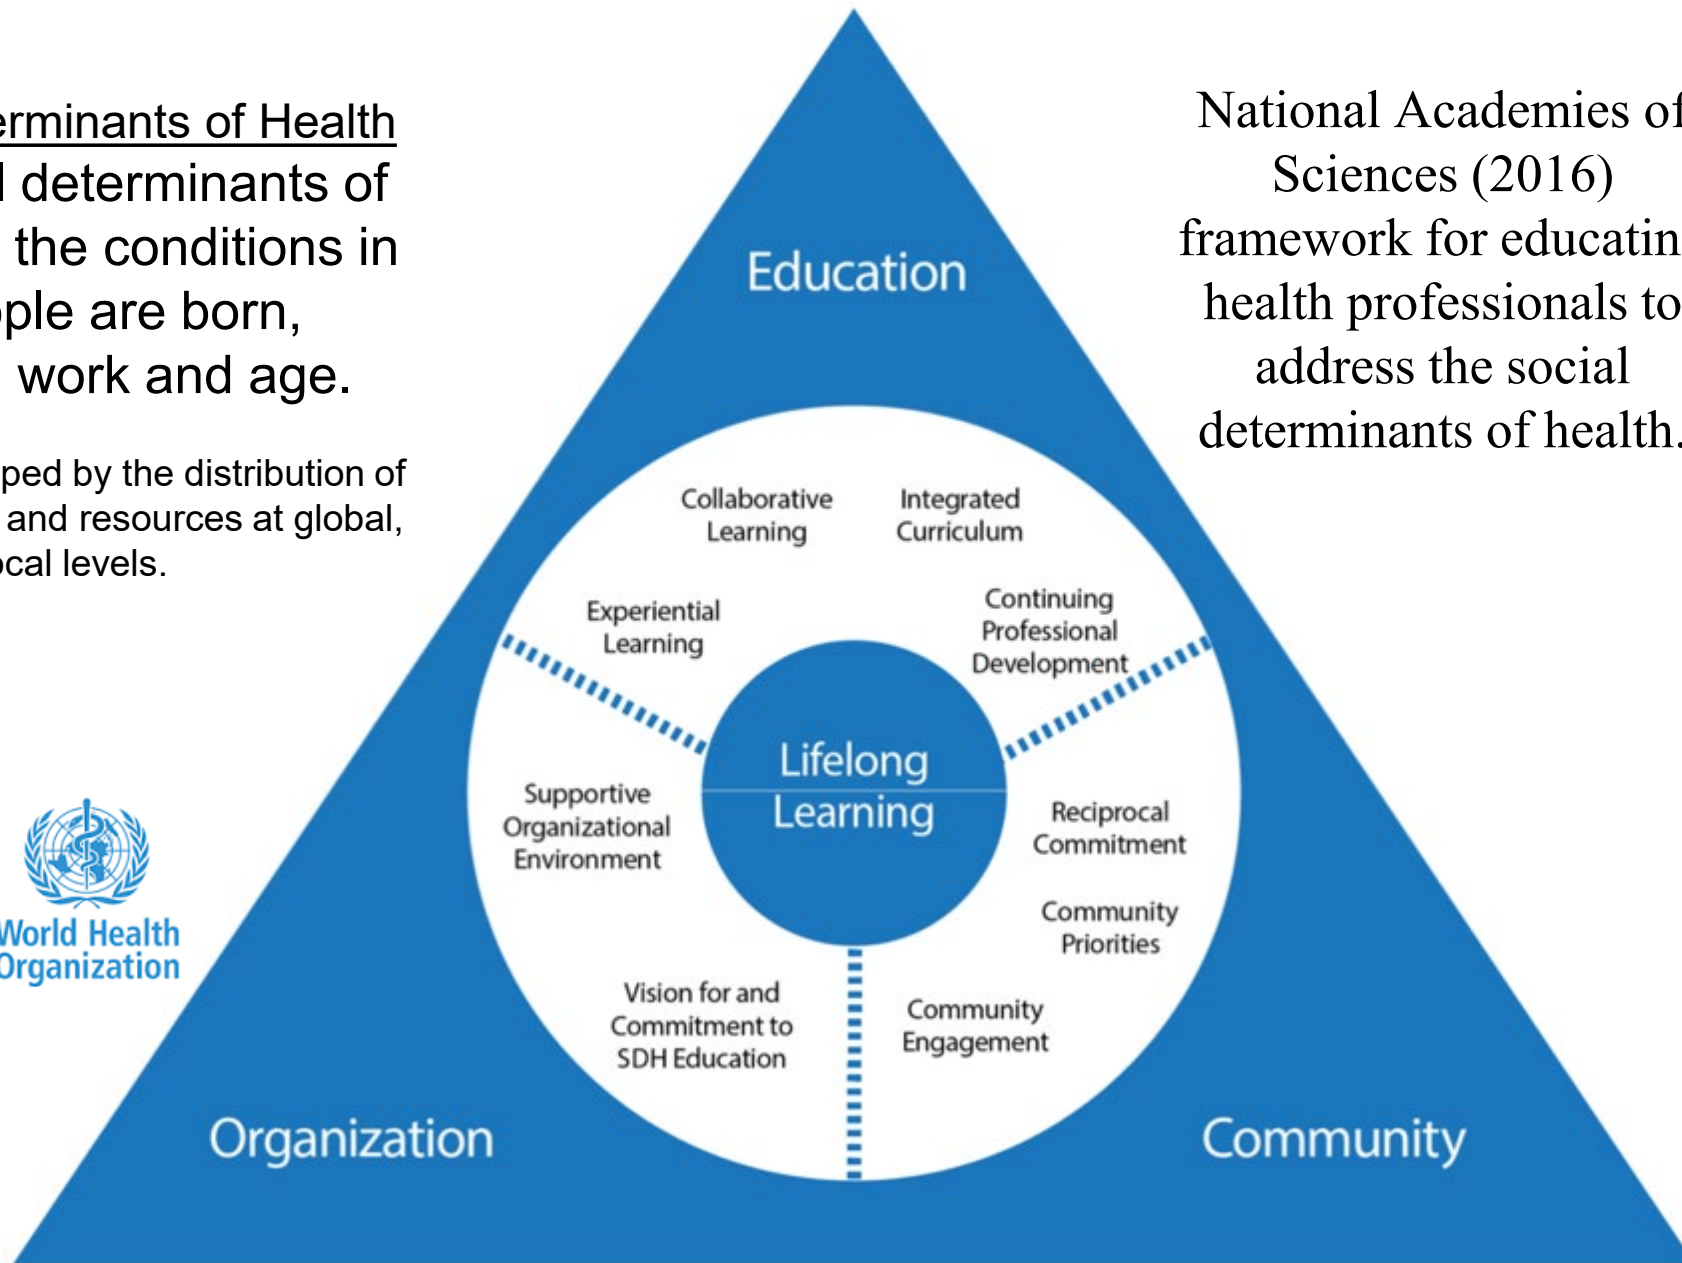 erminants of Health
determinants of
the conditions in
ople are born,
work and age.
ped by the distribution of
and resources at global,
ocal levels.
World Health
Organization
Education
Collaborative
Learning
Integrated
Curriculum
Experiential
Learning
Continuing
Professional
Development
Lifelong
Learning
Supportive
Organizational
Environment
Reciprocal
Commitment
Community
Priorities
Vision for and
Commitment to
SDH Education
Community
Engagement
Organization
Community
National Academies of
Sciences (2016)
framework for educatin
health professionals to
address the social
determinants of health.